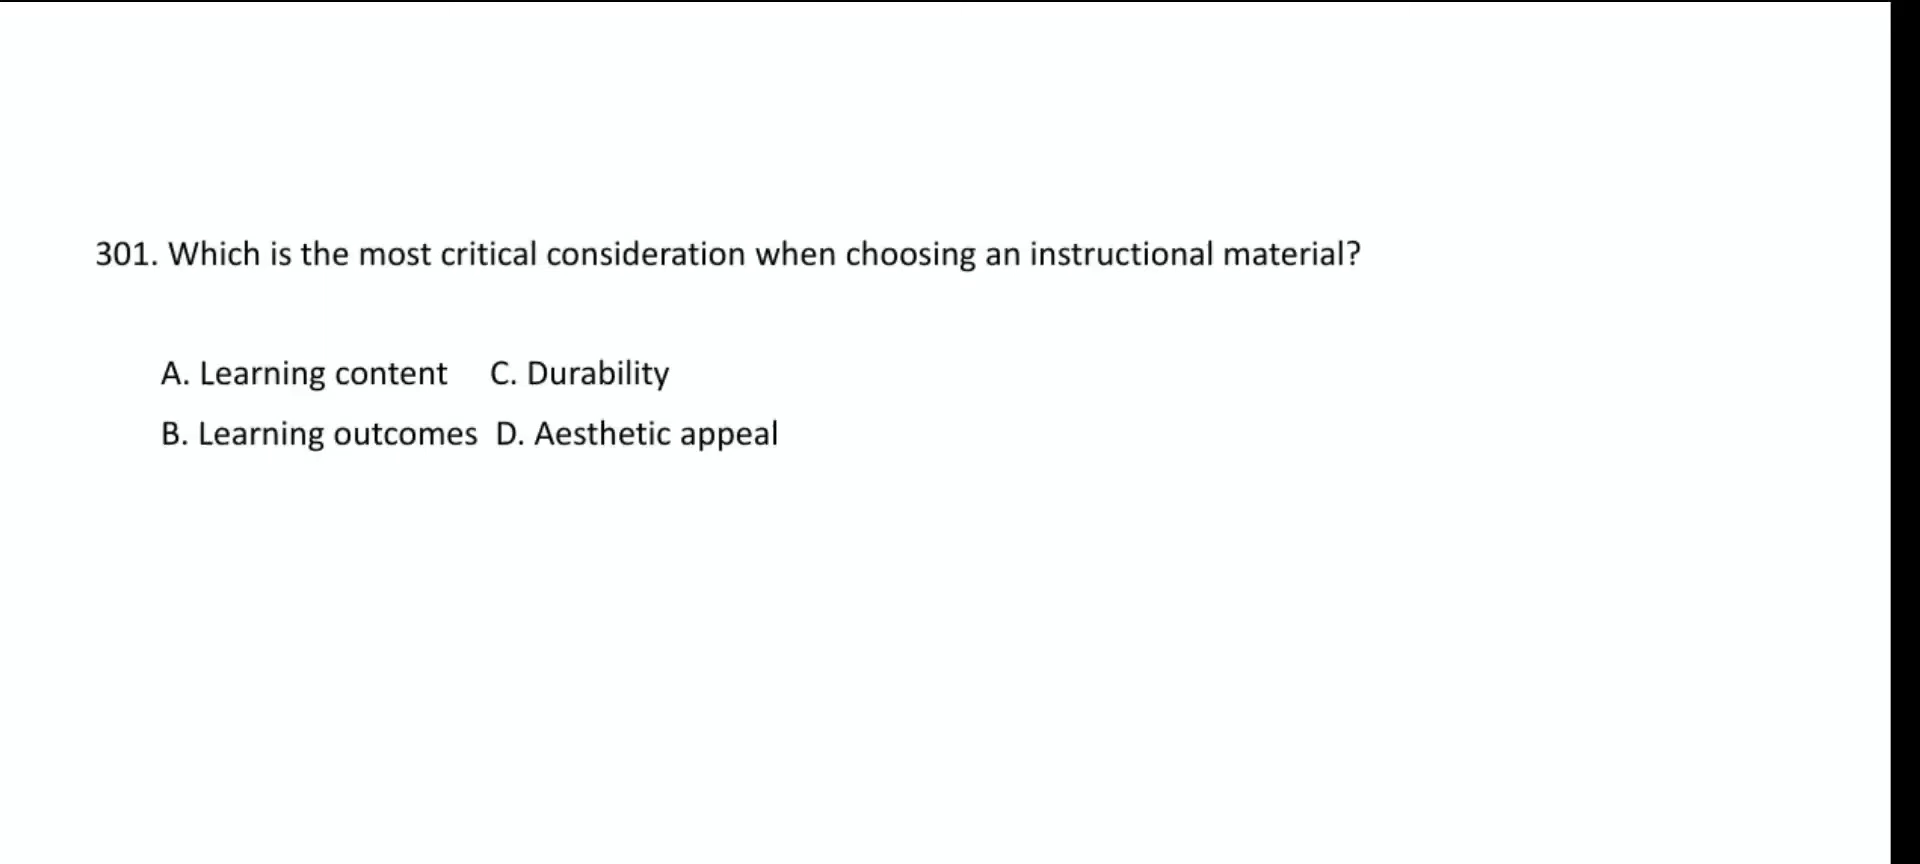 301. Which is the most critical consideration when choosing an instructional material?
A. Learning content C. Durability
B. Learning outcomes D. Aesthetic appeal